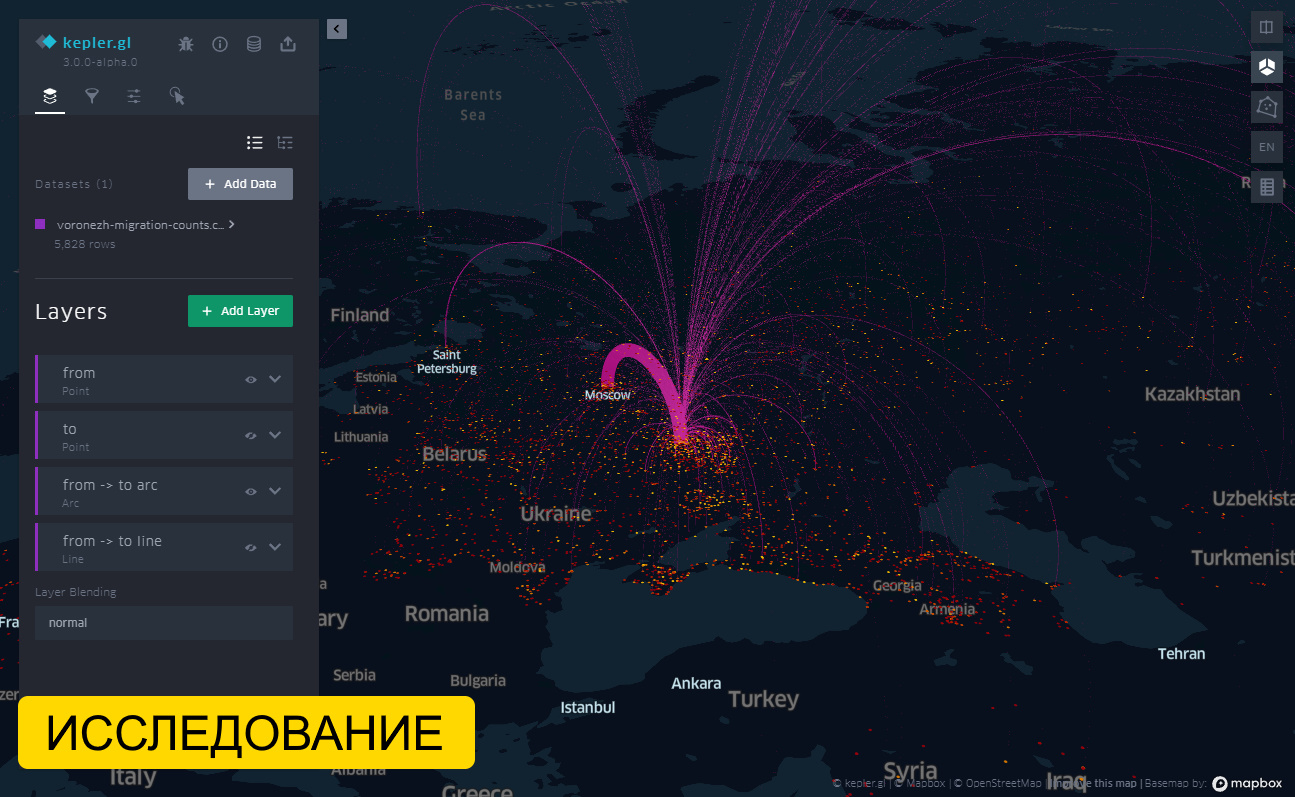 kepler.gl
3.0.0-alpha.0
Datasets (1)
+ Add Data
voronezh-migration-counts.c...
5,828 rows
Layers
+ Add Layer
from
Point
to
Point
from -> to arc
Arc
from -> to line
Line
Layer Blending
normal
ИССЛЕДОВАНИЕ
Arctic Ocean
Barents
Sea
EN
Finland
Saint
Petersburg
Estonia
Moscow
Kazakhstan
Latvia
Lithuania
Belarus
Uzbekista
Ukraine
Turkmenist
Moldova
Georgia
Armenia
Romania
ary
Fra
Tehran
Serbia
Bulgaria
Ankara
Turkey
Istanbul
Italy
Albania
Greece
Syria
Iraq
© kepler.gl | © Mapbox | © OpenStreetMap | Improve this map | Basemap by:
mapbox